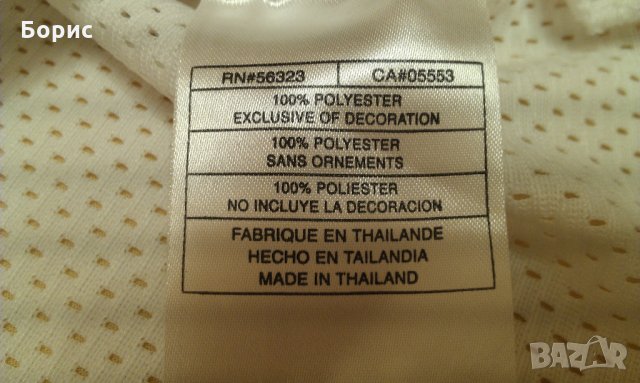 Борис
RN#56323 CA#05553
100% POLYESTER
EXCLUSIVE OF DECORATION
100% POLYESTER
SANS ORNEMENTS
100% POLIESTER
NO INCLUYE LA DECORACION
FABRIQUE EN THAILANDE
HECHO EN TAILANDIA
MADE IN THAILAND
BAZAR